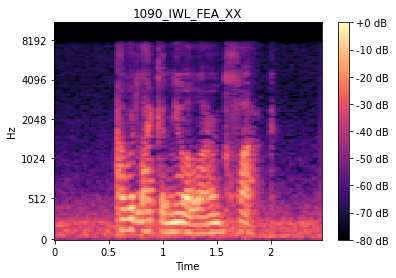 1090_IWL_FEA_XX
8192
4096
2048
1024
512
0
Hz
0
0.5
1
1.5
2
Time
+0 dB
-10 dB
-20 dB
-30 dB
-40 dB
-50 dB
-60 dB
-70 dB
-80 dB